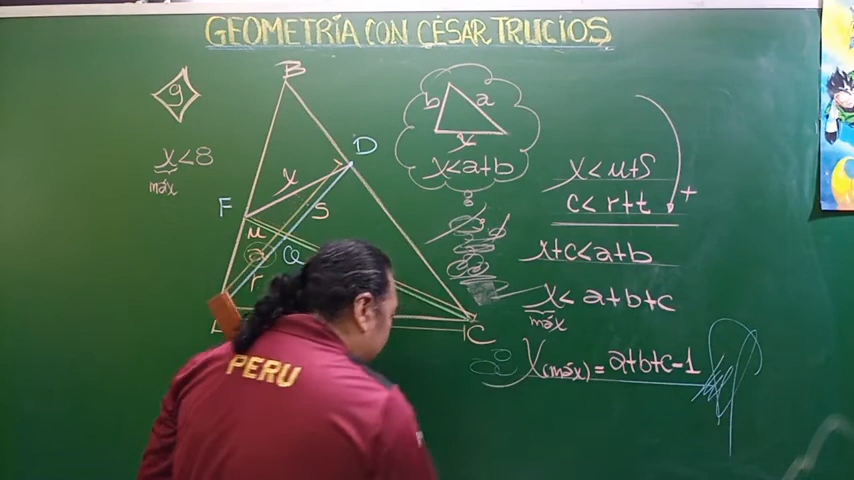 GEOMETRÍA CON CÉSAR TRUCIOS
9
x<8
máx
B
D
F
x
S
u
a
Q
r
C
b
a
x
x<a+b
x<u+s
c<r+t
+
x+c<a+b
x<a+b+c
máx
X(máx)=a+b+c-1
PERU